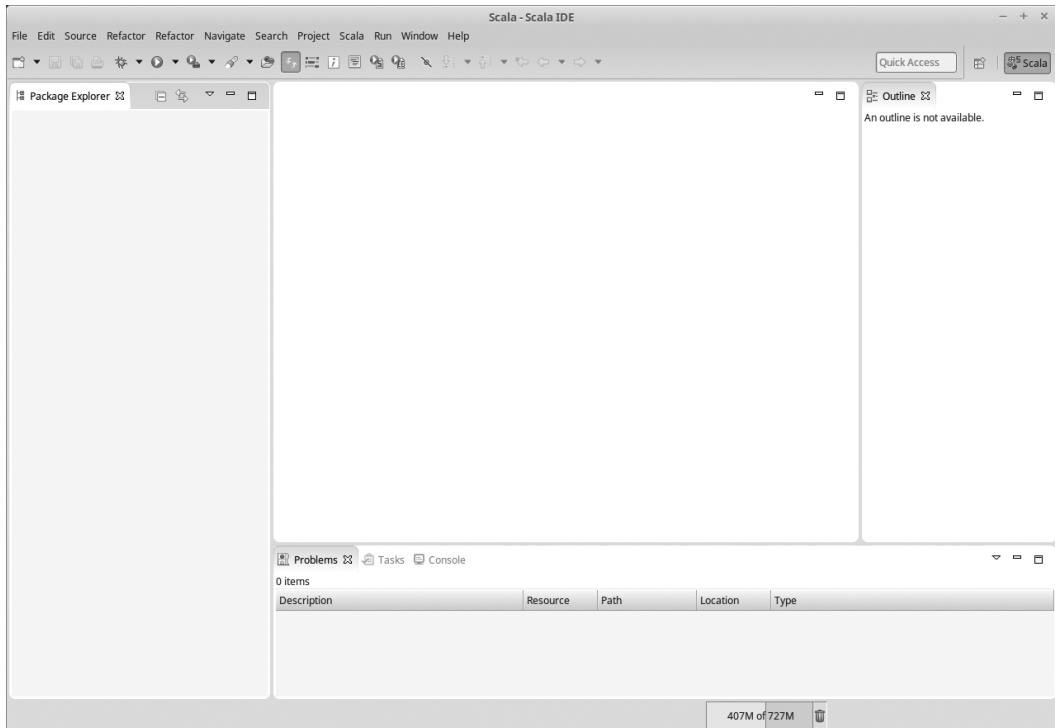 Scala - Scala IDE
File Edit Source Refactor Refactor Navigate Search Project Scala Run Window Help
Quick Access
Scala
Package Explorer
Outline
An outline is not available.
Problems Tasks Console
0 items
Description Resource Path Location Type
407M of 727M